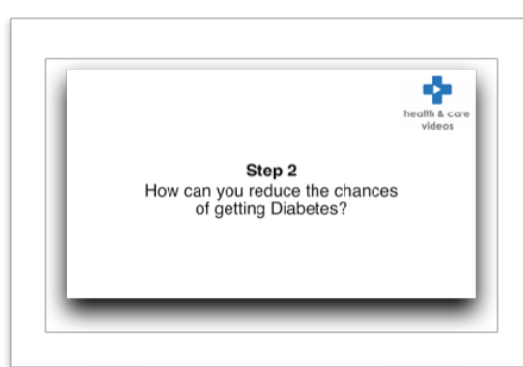 health & care
videos
Step 2
How can you reduce the chances
of getting Diabetes?